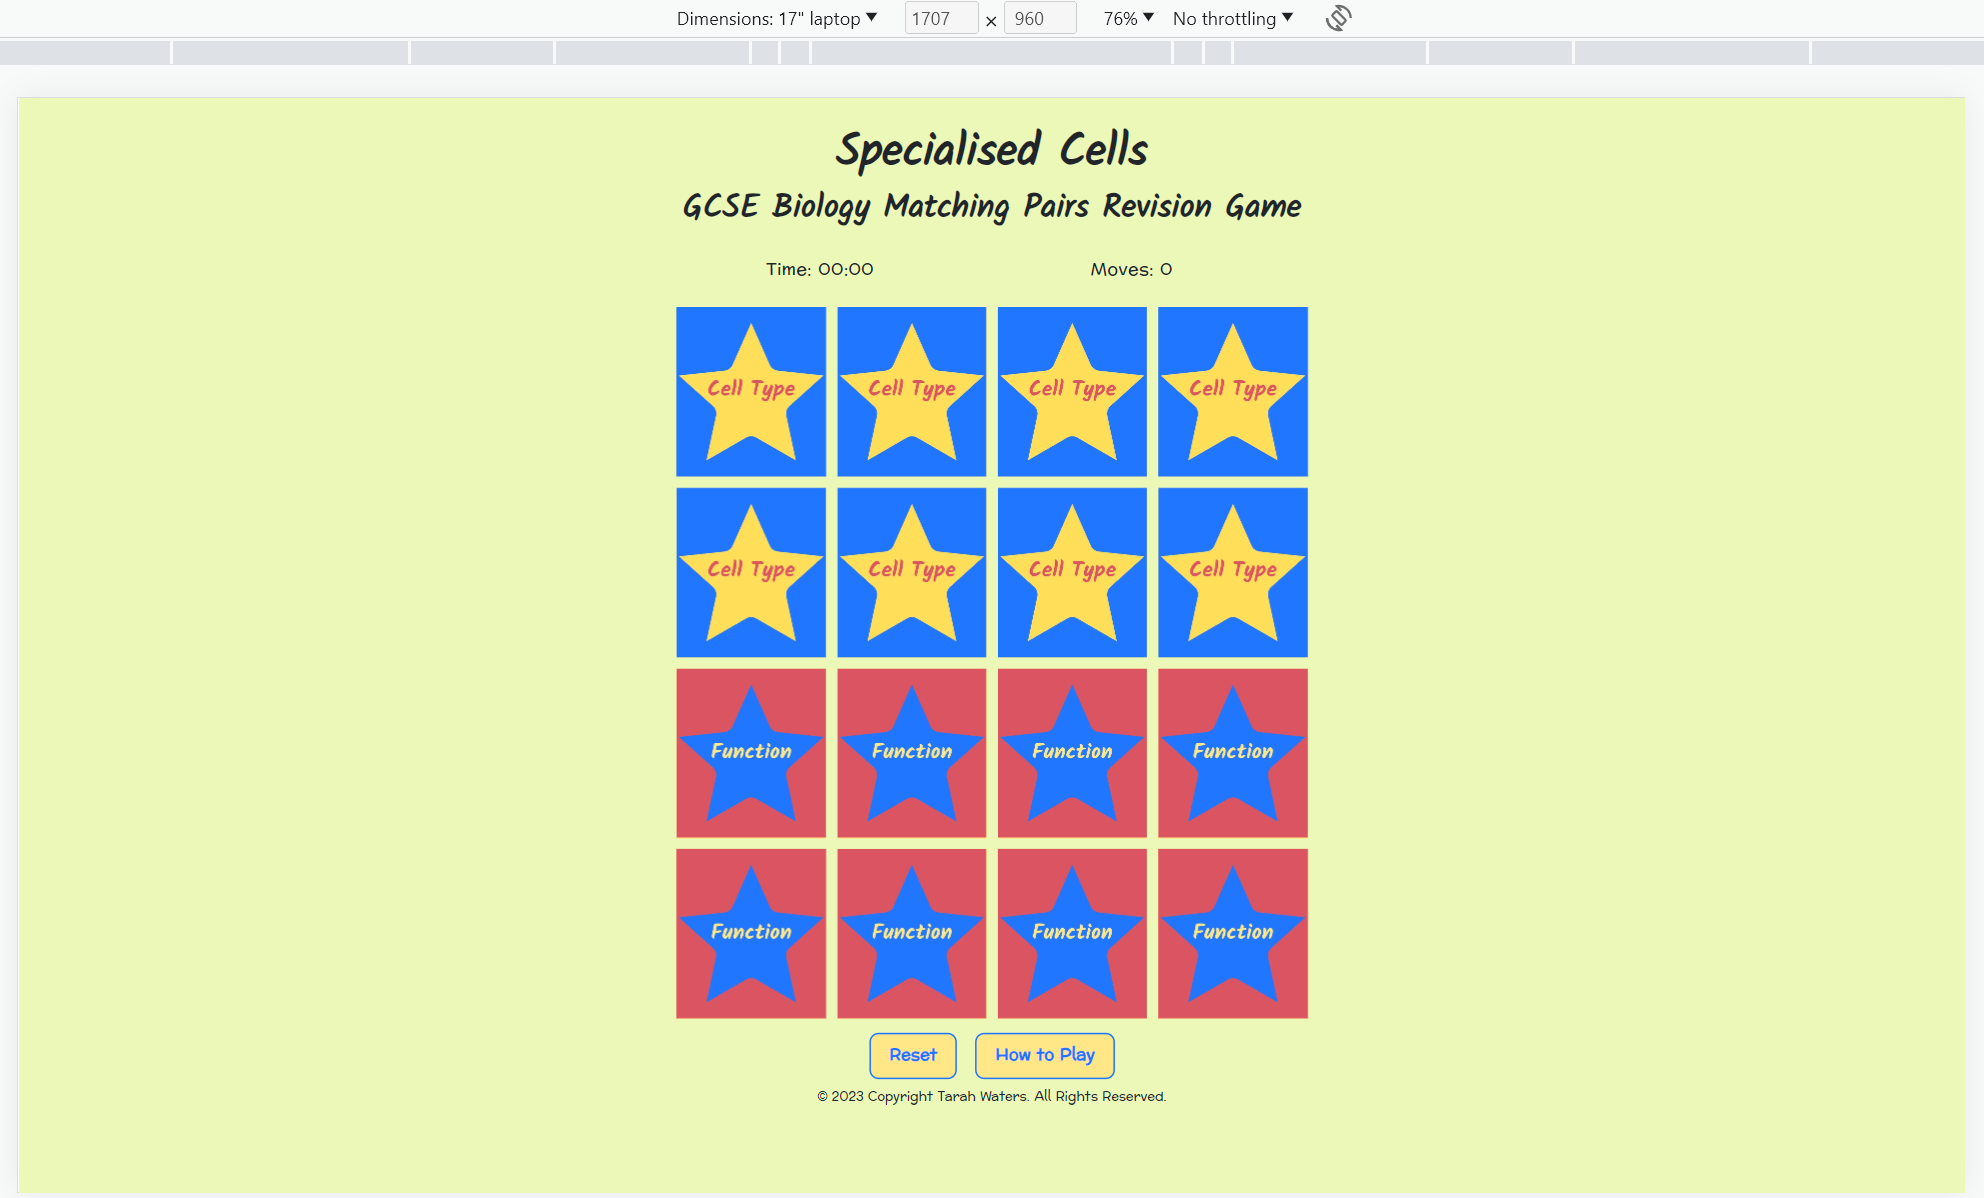 Dimensions: 17" laptop ▼ 1707 × 960 76% ▼ No throttling ▼
Specialised Cells
GCSE Biology Matching Pairs Revision Game
Time: 00:00 Moves: 0
Cell Type Cell Type Cell Type Cell Type
Cell Type Cell Type Cell Type Cell Type
Function Function Function Function
Function Function Function Function
Reset How to Play
© 2023 Copyright Tarah Waters. All Rights Reserved.